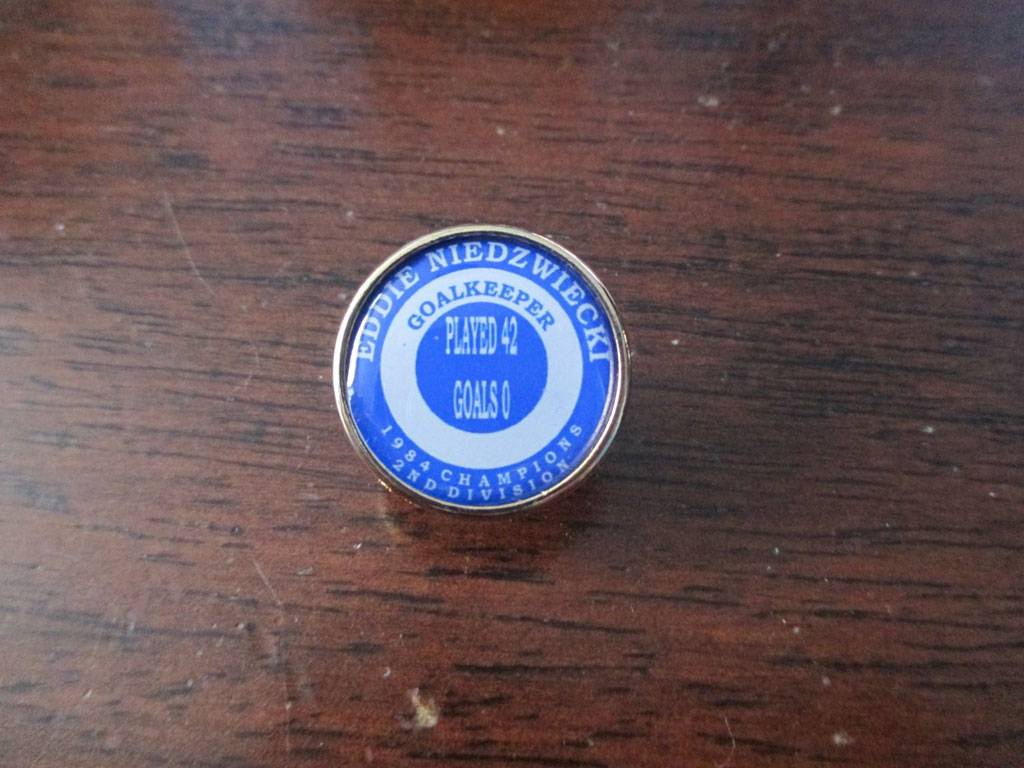 EDDIE NIEDZWIECKI
GOALKEEPER
PLAYED 42
GOALS 0
1984 CHAMPIONS
2ND DIVISION